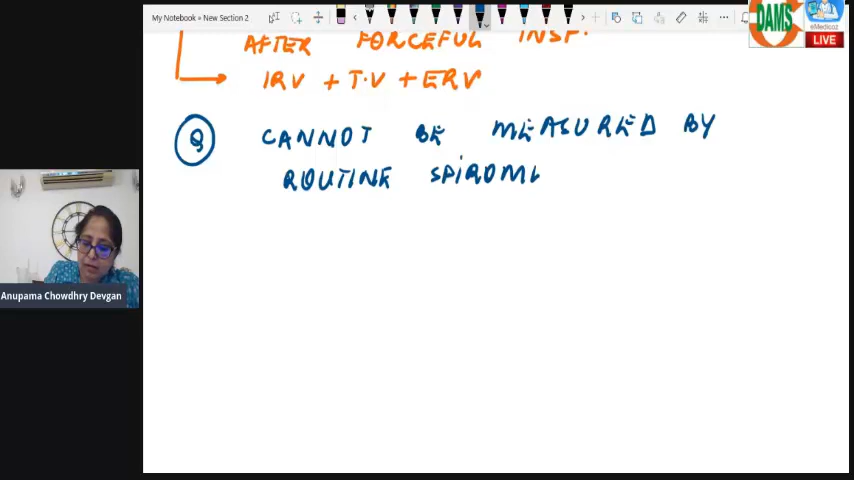 My Notebook » New Section 2
DAMS
eMedicoz
LIVE
AFTER FORCEFUL INSP.
IRV + T.V + ERV
Q CANNOT BE MEASURED BY
ROUTINE SPIROM
Anupama Chowdhry Devgan